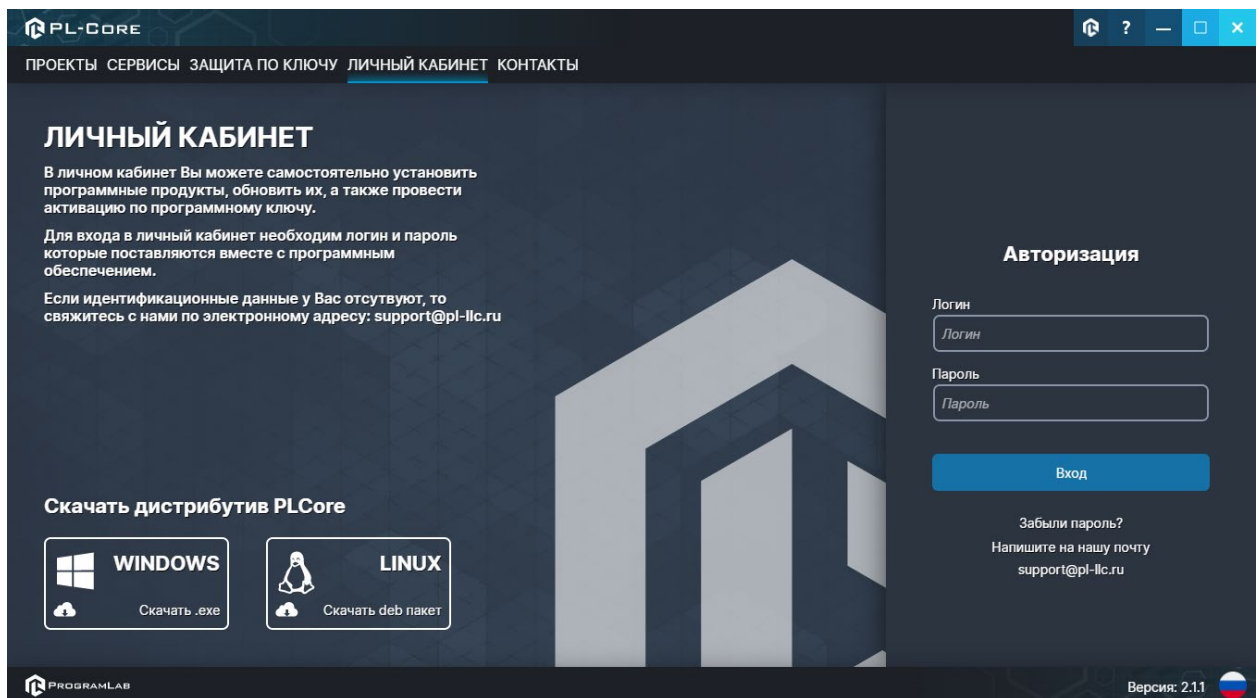 PL-CORE
?
ПРОЕКТЫ СЕРВИСЫ ЗАЩИТА ПО КЛЮЧУ ЛИЧНЫЙ КАБИНЕТ КОНТАКТЫ
ЛИЧНЫЙ КАБИНЕТ
В личном кабинет Вы можете самостоятельно установить
программные продукты, обновить их, а также провести
активацию по программному ключу.
Для входа в личный кабинет необходим логин и пароль
которые поставляются вместе с программным
обеспечением.
Если идентификационные данные у Вас отсутвуют, то
свяжитесь с нами по электронному адресу: support@pl-llc.ru
Скачать дистрибутив PLCore
WINDOWS
Скачать .exe
LINUX
Скачать deb пакет
Авторизация
Логин
Логин
Пароль
Пароль
Вход
Забыли пароль?
Напишите на нашу почту
support@pl-llc.ru
PROGRAMLAB
Версия: 2.1.1